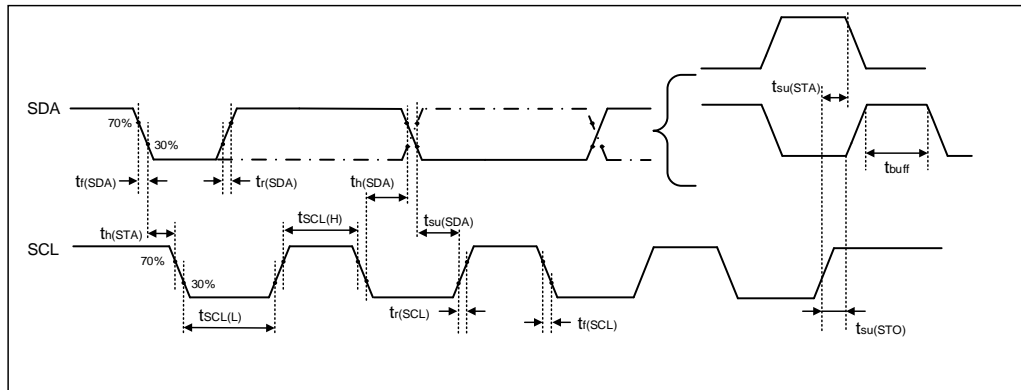 tsu(STA)
SDA
70%
30%
tbuff
tf(SDA)
tr(SDA)
th(SDA)
tSCL(H)
tsu(SDA)
th(STA)
SCL
70%
30%
tSCL(L)
tr(SCL)
tf(SCL)
tsu(STO)